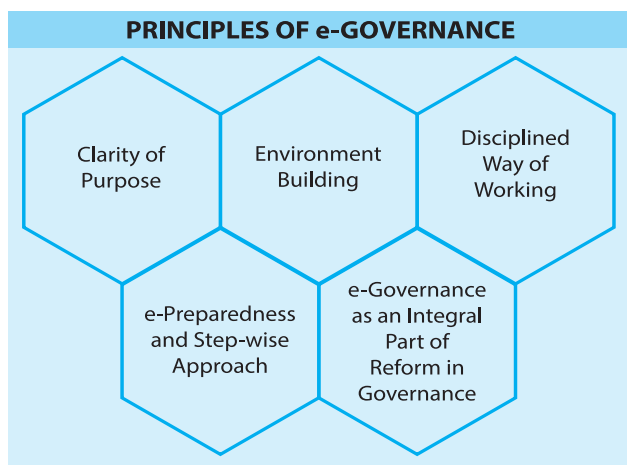 PRINCIPLES OF e-GOVERNANCE
Clarity of
Purpose
Environment
Building
Disciplined
Way of
Working
e-Preparedness
and Step-wise
Approach
e-Governance
as an Integral
Part of
Reform in
Governance